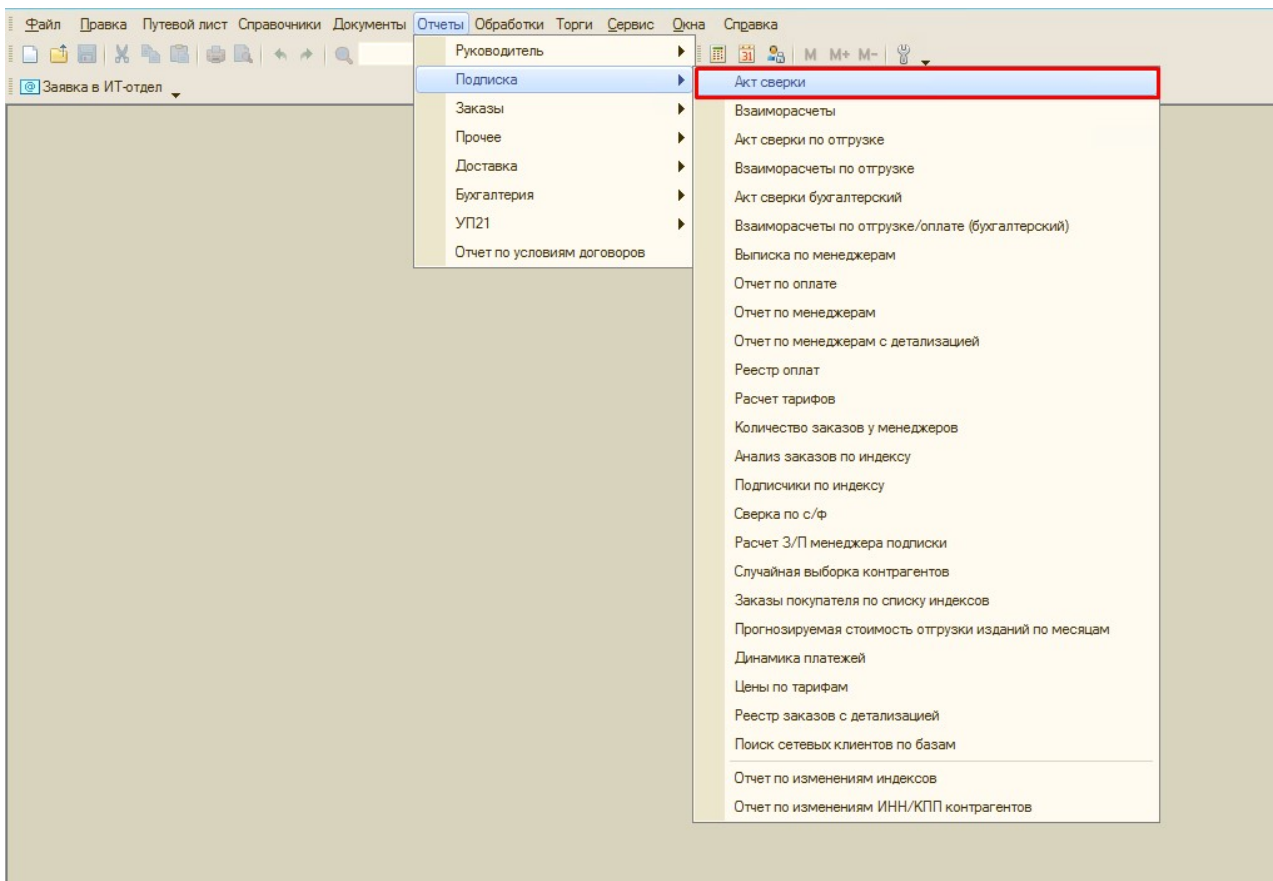 Файл Правка Путевой лист Справочники Документы Отчеты Обработки Торги Сервис Окна Справка
31 M M+ M-
Заявка в ИТ-отдел
Руководитель
Подписка
Заказы
Прочее
Доставка
Бухгалтерия
УП21
Отчет по условиям договоров
Акт сверки
Взаиморасчеты
Акт сверки по отгрузке
Взаиморасчеты по отгрузке
Акт сверки бухгалтерский
Взаиморасчеты по отгрузке/оплате (бухгалтерский)
Выписка по менеджерам
Отчет по оплате
Отчет по менеджерам
Отчет по менеджерам с детализацией
Реестр оплат
Расчет тарифов
Количество заказов у менеджеров
Анализ заказов по индексу
Подписчики по индексу
Сверка по с/ф
Расчет З/П менеджера подписки
Случайная выборка контрагентов
Заказы покупателя по списку индексов
Прогнозируемая стоимость отгрузки изданий по месяцам
Динамика платежей
Цены по тарифам
Реестр заказов с детализацией
Поиск сетевых клиентов по базам
Отчет по изменениям индексов
Отчет по изменениям ИНН/КПП контрагентов